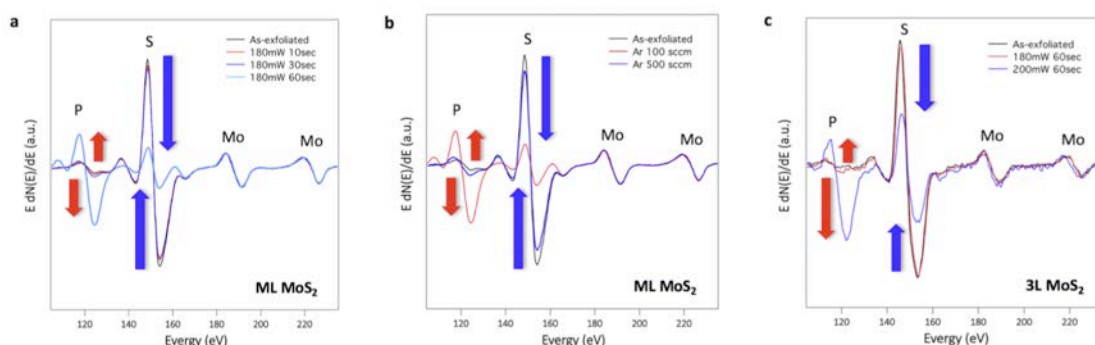 a
S
As-exfoliated
180mW 10sec
180mW 30sec
180mW 60sec
P
Mo
Mo
E dN(E)/dE (a.u.)
ML MoS₂
120 140 160 180 200 220
Evergy (eV)
b
S
As-exfoliated
Ar 100 sccm
Ar 500 sccm
P
Mo
Mo
E dN(E)/dE (a.u.)
ML MoS₂
120 140 160 180 200 220
Evergy (eV)
c
S
As-exfoliated
180mW 60sec
200mW 60sec
P
Mo
Mo
E dN(E)/dE (a.u.)
3L MoS₂
120 140 160 180 200 220
Evergy (eV)